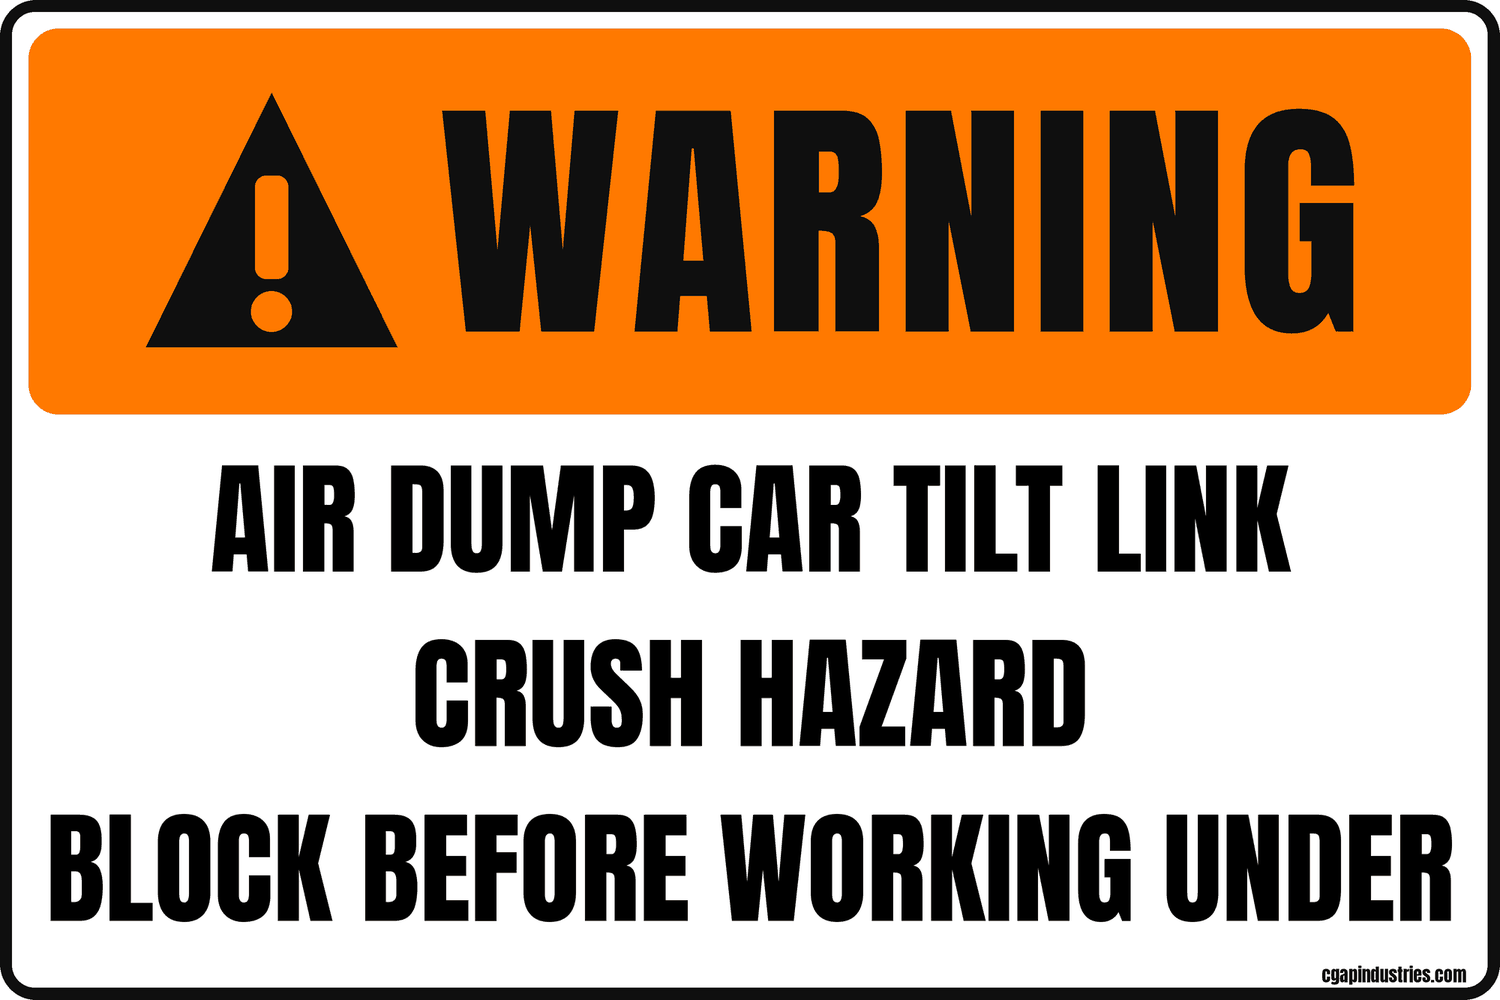 WARNING
AIR DUMP CAR TILT LINK
CRUSH HAZARD
BLOCK BEFORE WORKING UNDER
cgapindustries.com